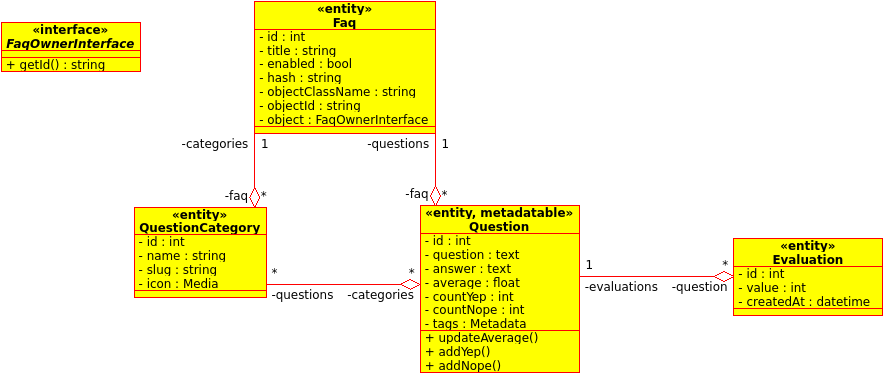 «interface»
FaqOwnerInterface
+ getId() : string
«entity»
Faq
- id : int
- title : string
- enabled : bool
- hash : string
- objectClassName : string
- objectId : string
- object : FaqOwnerInterface
-categories 1
-questions 1
-faq *
-faq *
«entity»
QuestionCategory
- id : int
- name : string
- slug : string
- icon : Media
* *
-questions -categories
«entity, metadatable»
Question
- id : int
- question : text
- answer : text
- average : float
- countYep : int
- countNope : int
- tags : Metadata
+ updateAverage()
+ addYep()
+ addNope()
1 *
-evaluations -question
«entity»
Evaluation
- id : int
- value : int
- createdAt : datetime